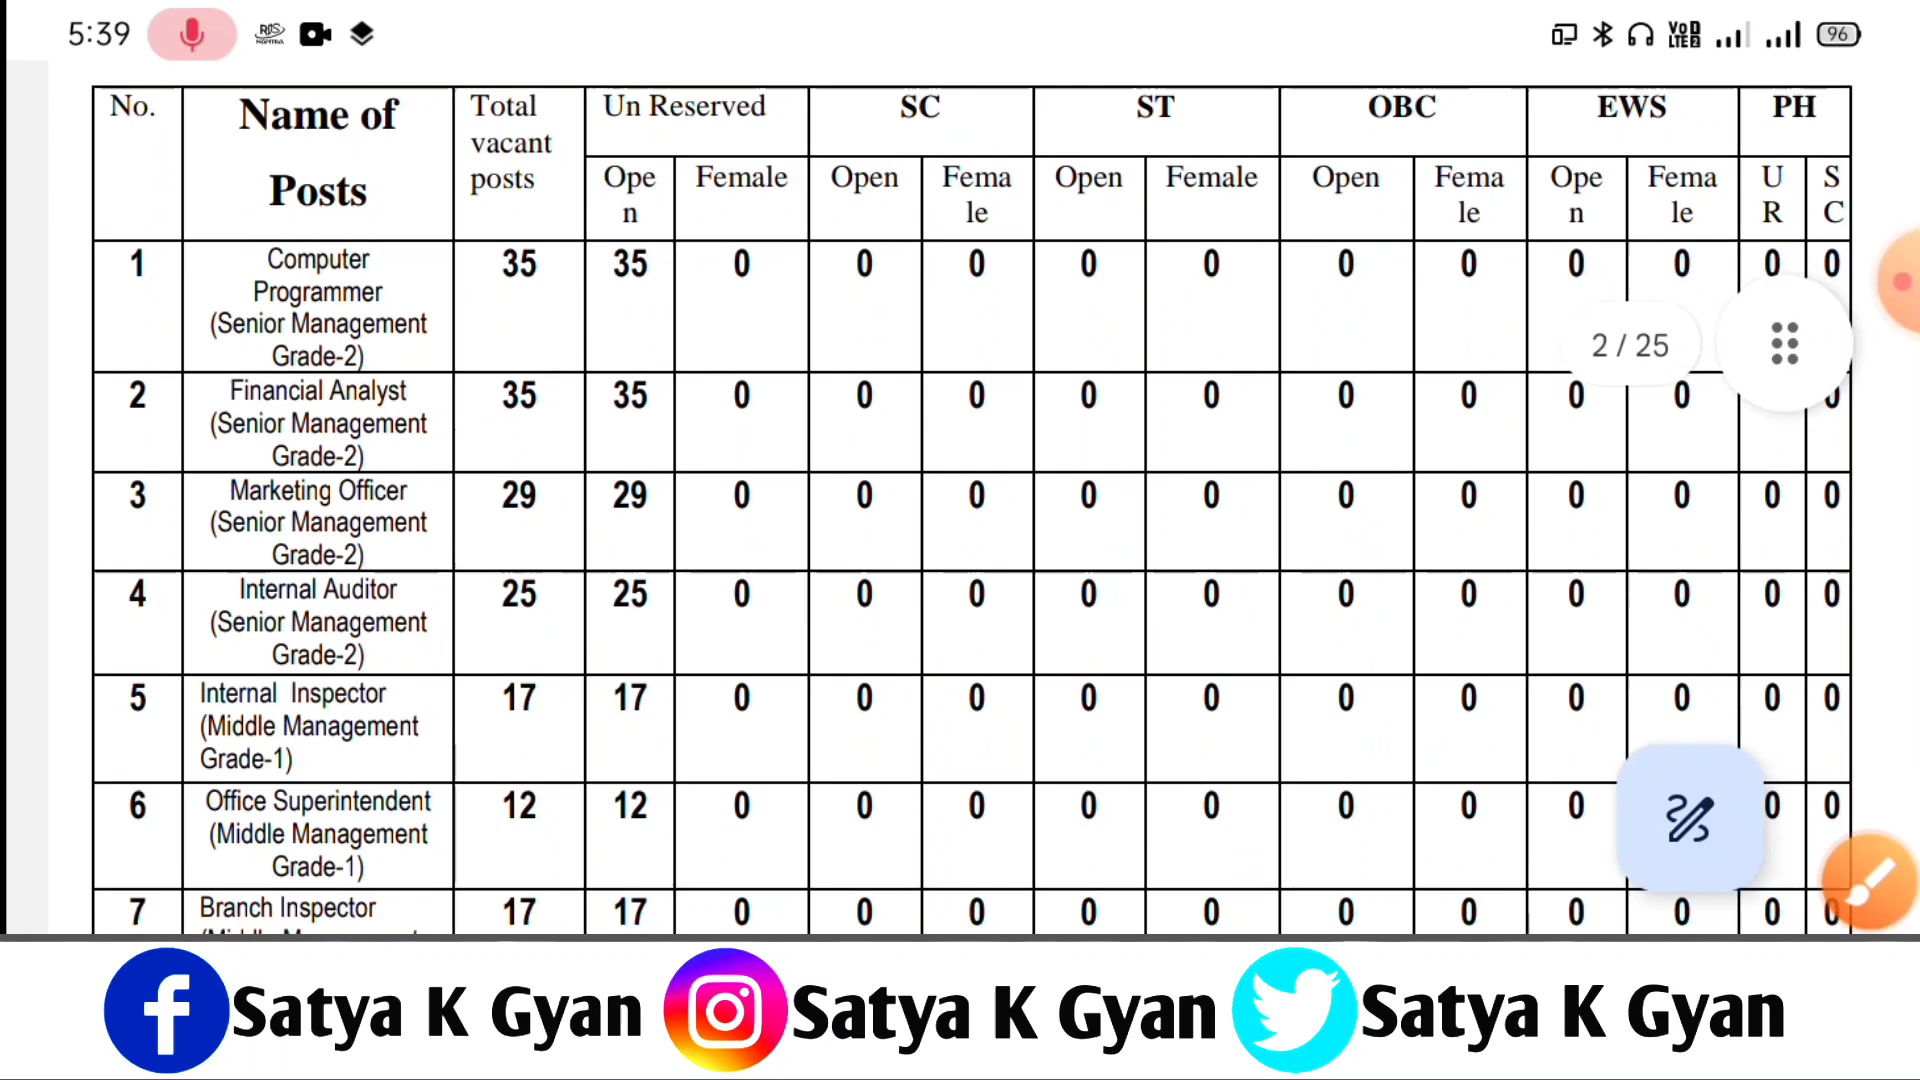 5:39
96
No. Name of Posts Total vacant posts Un Reserved SC ST OBC EWS PH
Ope n Female Open Fema le Open Female Open Fema le Ope n Fema le U R S C
1 Computer Programmer (Senior Management Grade-2) 35 35 0 0 0 0 0 0 0 0 0 0 0
2 / 25
2 Financial Analyst (Senior Management Grade-2) 35 35 0 0 0 0 0 0 0 0 0 0
3 Marketing Officer (Senior Management Grade-2) 29 29 0 0 0 0 0 0 0 0 0 0 0
4 Internal Auditor (Senior Management Grade-2) 25 25 0 0 0 0 0 0 0 0 0 0 0
5 Internal Inspector (Middle Management Grade-1) 17 17 0 0 0 0 0 0 0 0 0 0 0
6 Office Superintendent (Middle Management Grade-1) 12 12 0 0 0 0 0 0 0 0 0 0
7 Branch Inspector 17 17 0 0 0 0 0 0 0 0 0 0 0
Satya K Gyan Satya K Gyan Satya K Gyan